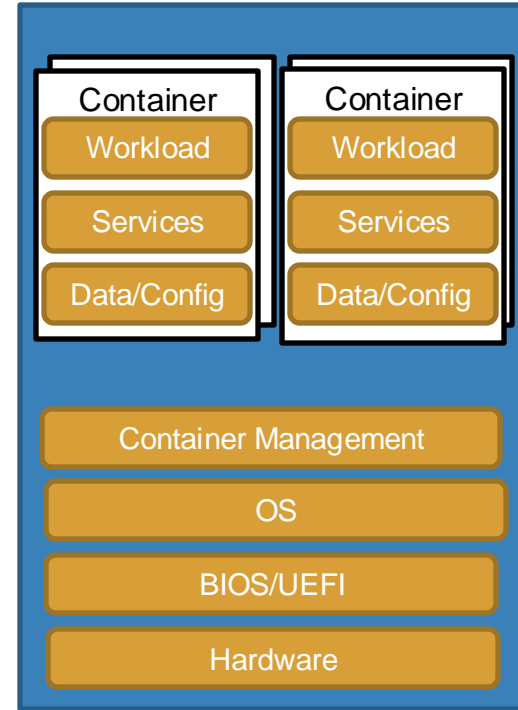 Container
Workload
Services
Data/Config
Container
Workload
Services
Data/Config
Container Management
OS
BIOS/UEFI
Hardware